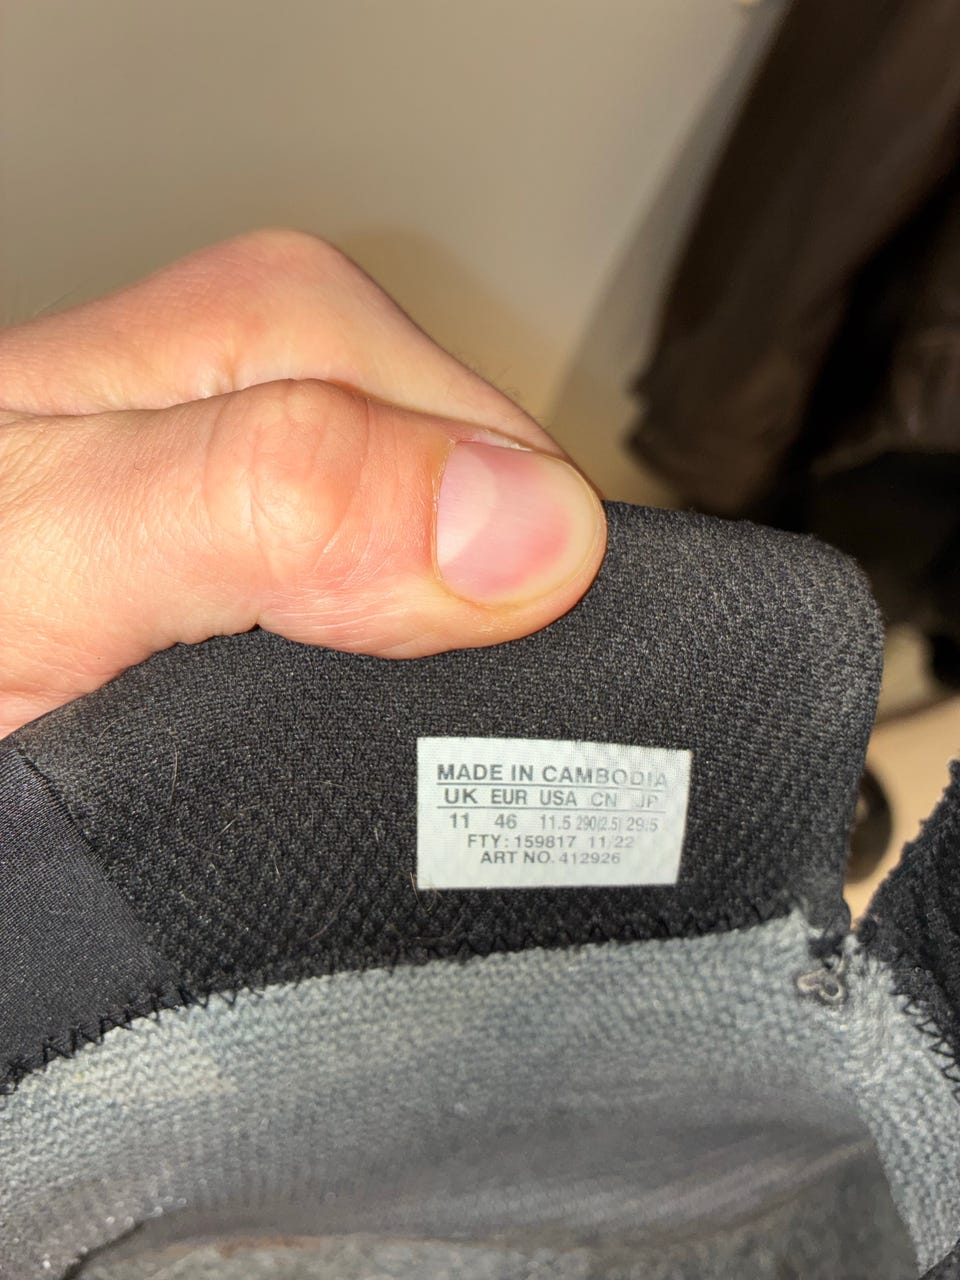 MADE IN CAMBODIA
UK EUR USA CN JP
11 46 11.5 290(2.5) 29.5
FTY: 159817 11/22
ART NO. 412926